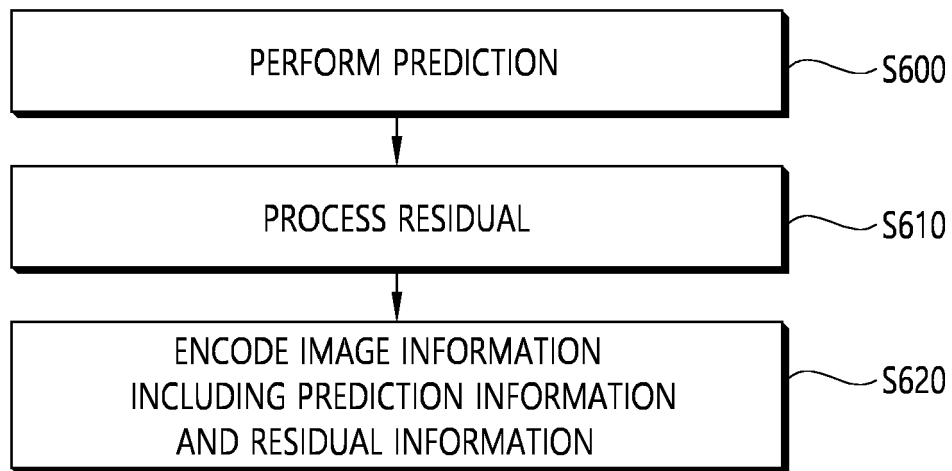 PERFORM PREDICTION
S600
PROCESS RESIDUAL
S610
ENCODE IMAGE INFORMATION
INCLUDING PREDICTION INFORMATION
AND RESIDUAL INFORMATION
S620